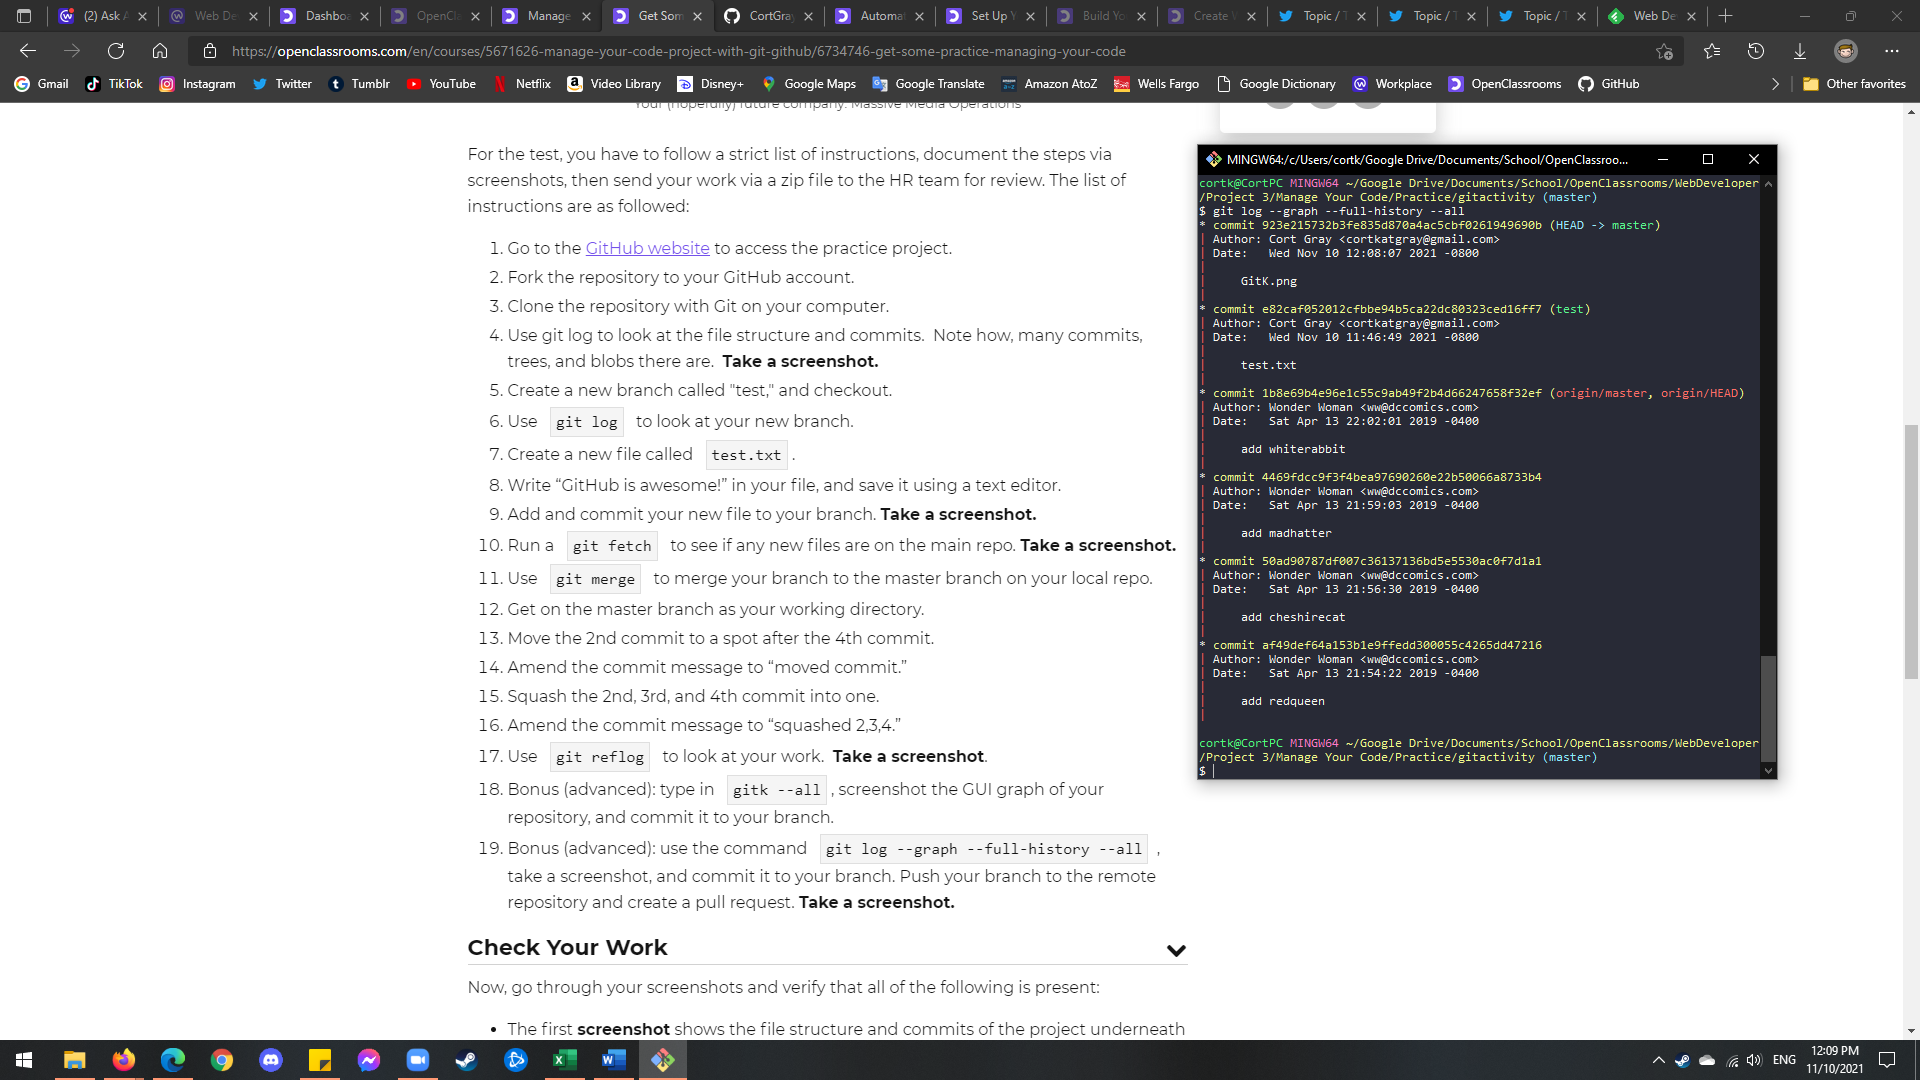 (2) Ask A
Web De
Dashboa
OpenCla
Manage
Get Som
CortGray
Automat
Set Up Y
Build Yo
Create W
Topic / T
Topic / T
Topic / T
Web De
https://openclassrooms.com/en/courses/5671626-manage-your-code-project-with-git-github/6734746-get-some-practice-managing-your-code
Gmail TikTok Instagram Twitter Tumblr YouTube Netflix Video Library Disney+ Google Maps Google Translate Amazon AtoZ Wells Fargo Google Dictionary Workplace OpenClassrooms GitHub Other favorites
Your (hopefully) future company: Massive Media Operations
For the test, you have to follow a strict list of instructions, document the steps via
screenshots, then send your work via a zip file to the HR team for review. The list of
instructions are as followed:
1. Go to the GitHub website to access the practice project.
2. Fork the repository to your GitHub account.
3. Clone the repository with Git on your computer.
4. Use git log to look at the file structure and commits.  Note how, many commits,
trees, and blobs there are.  Take a screenshot.
5. Create a new branch called "test," and checkout.
6. Use git log to look at your new branch.
7. Create a new file called test.txt .
8. Write “GitHub is awesome!” in your file, and save it using a text editor.
9. Add and commit your new file to your branch. Take a screenshot.
10. Run a git fetch to see if any new files are on the main repo. Take a screenshot.
11. Use git merge to merge your branch to the master branch on your local repo.
12. Get on the master branch as your working directory.
13. Move the 2nd commit to a spot after the 4th commit.
14. Amend the commit message to “moved commit.”
15. Squash the 2nd, 3rd, and 4th commit into one.
16. Amend the commit message to “squashed 2,3,4.”
17. Use git reflog to look at your work.  Take a screenshot.
18. Bonus (advanced): type in gitk --all , screenshot the GUI graph of your
repository, and commit it to your branch.
19. Bonus (advanced): use the command git log --graph --full-history --all ,
take a screenshot, and commit it to your branch. Push your branch to the remote
repository and create a pull request. Take a screenshot.
Check Your Work
Now, go through your screenshots and verify that all of the following is present:
• The first screenshot shows the file structure and commits of the project underneath
MINGW64:/c/Users/cortk/Google Drive/Documents/School/OpenClassroo...
cortk@CortPC MINGW64 ~/Google Drive/Documents/School/OpenClassrooms/WebDeveloper
/Project 3/Manage Your Code/Practice/gitactivity (master)
$ git log --graph --full-history --all
* commit 923e215732b3fe835d870a4ac5cbf0261949690b (HEAD -> master)
| Author: Cort Gray <cortkatgray@gmail.com>
| Date:   Wed Nov 10 12:08:07 2021 -0800
|
|     GitK.png
|
* commit e82caf052012cfbbe94b5ca22dc80323ced16ff7 (test)
| Author: Cort Gray <cortkatgray@gmail.com>
| Date:   Wed Nov 10 11:46:49 2021 -0800
|
|     test.txt
|
* commit 1b8e69b4e96e1c55c9ab49f2b4d66247658f32ef (origin/master, origin/HEAD)
| Author: Wonder Woman <ww@dccomics.com>
| Date:   Sat Apr 13 22:02:01 2019 -0400
|
|     add whiterabbit
|
* commit 4469fdcc9f3f4bea97690260e22b50066a8733b4
| Author: Wonder Woman <ww@dccomics.com>
| Date:   Sat Apr 13 21:59:03 2019 -0400
|
|     add madhatter
|
* commit 50ad90787df007c36137136bd5e5530ac0f7d1a1
| Author: Wonder Woman <ww@dccomics.com>
| Date:   Sat Apr 13 21:56:30 2019 -0400
|
|     add cheshirecat
|
* commit af49def64a153b1e9ffedd300055c4265dd47216
| Author: Wonder Woman <ww@dccomics.com>
| Date:   Sat Apr 13 21:54:22 2019 -0400
|
|     add redqueen
|
cortk@CortPC MINGW64 ~/Google Drive/Documents/School/OpenClassrooms/WebDeveloper
/Project 3/Manage Your Code/Practice/gitactivity (master)
$
ENG
12:09 PM
11/10/2021